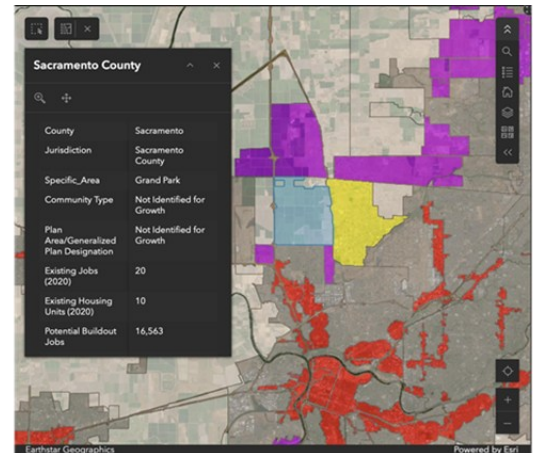 Sacramento County
County Sacramento
Jurisdiction Sacramento
County
Specific_Area Grand Park
Community Type Not Identified for
Growth
Plan Not Identified for
Area/Generalized Growth
Plan Designation
Existing Jobs 20
(2020)
Existing Housing 10
Units (2020)
Potential Buildout 16,563
Jobs
Earthstar Geographics Powered by Esri